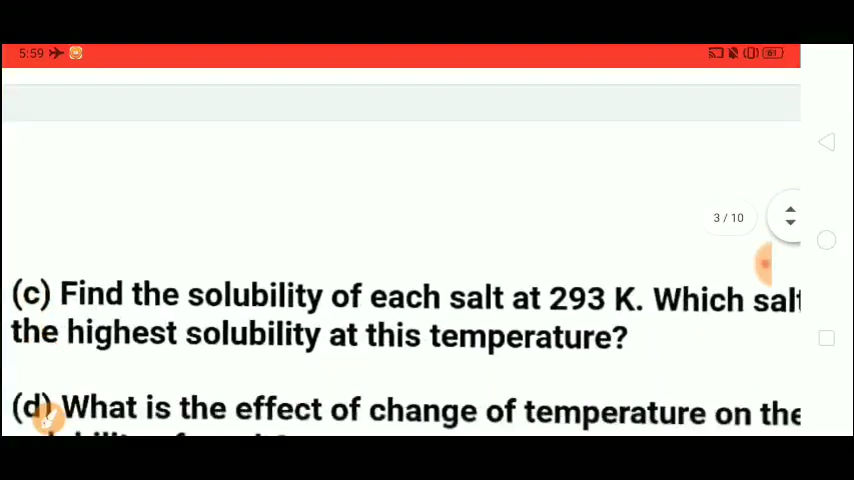 5:59
61
3 / 10
(c) Find the solubility of each salt at 293 K. Which salt
the highest solubility at this temperature?
(d) What is the effect of change of temperature on the